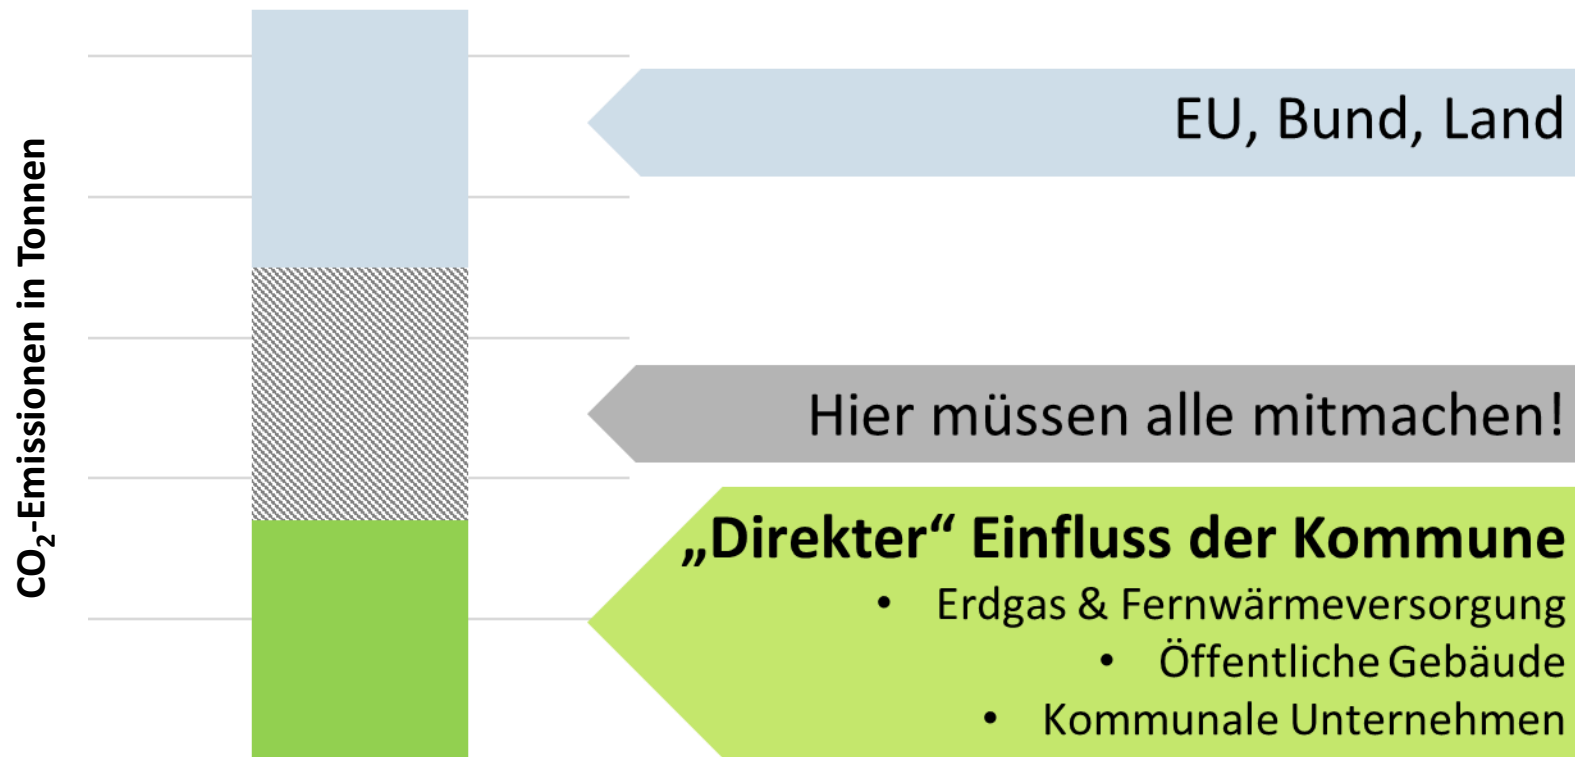 CO₂-Emissionen in Tonnen
EU, Bund, Land
Hier müssen alle mitmachen!
„Direkter“ Einfluss der Kommune
• Erdgas & Fernwärmeversorgung
• Öffentliche Gebäude
• Kommunale Unternehmen